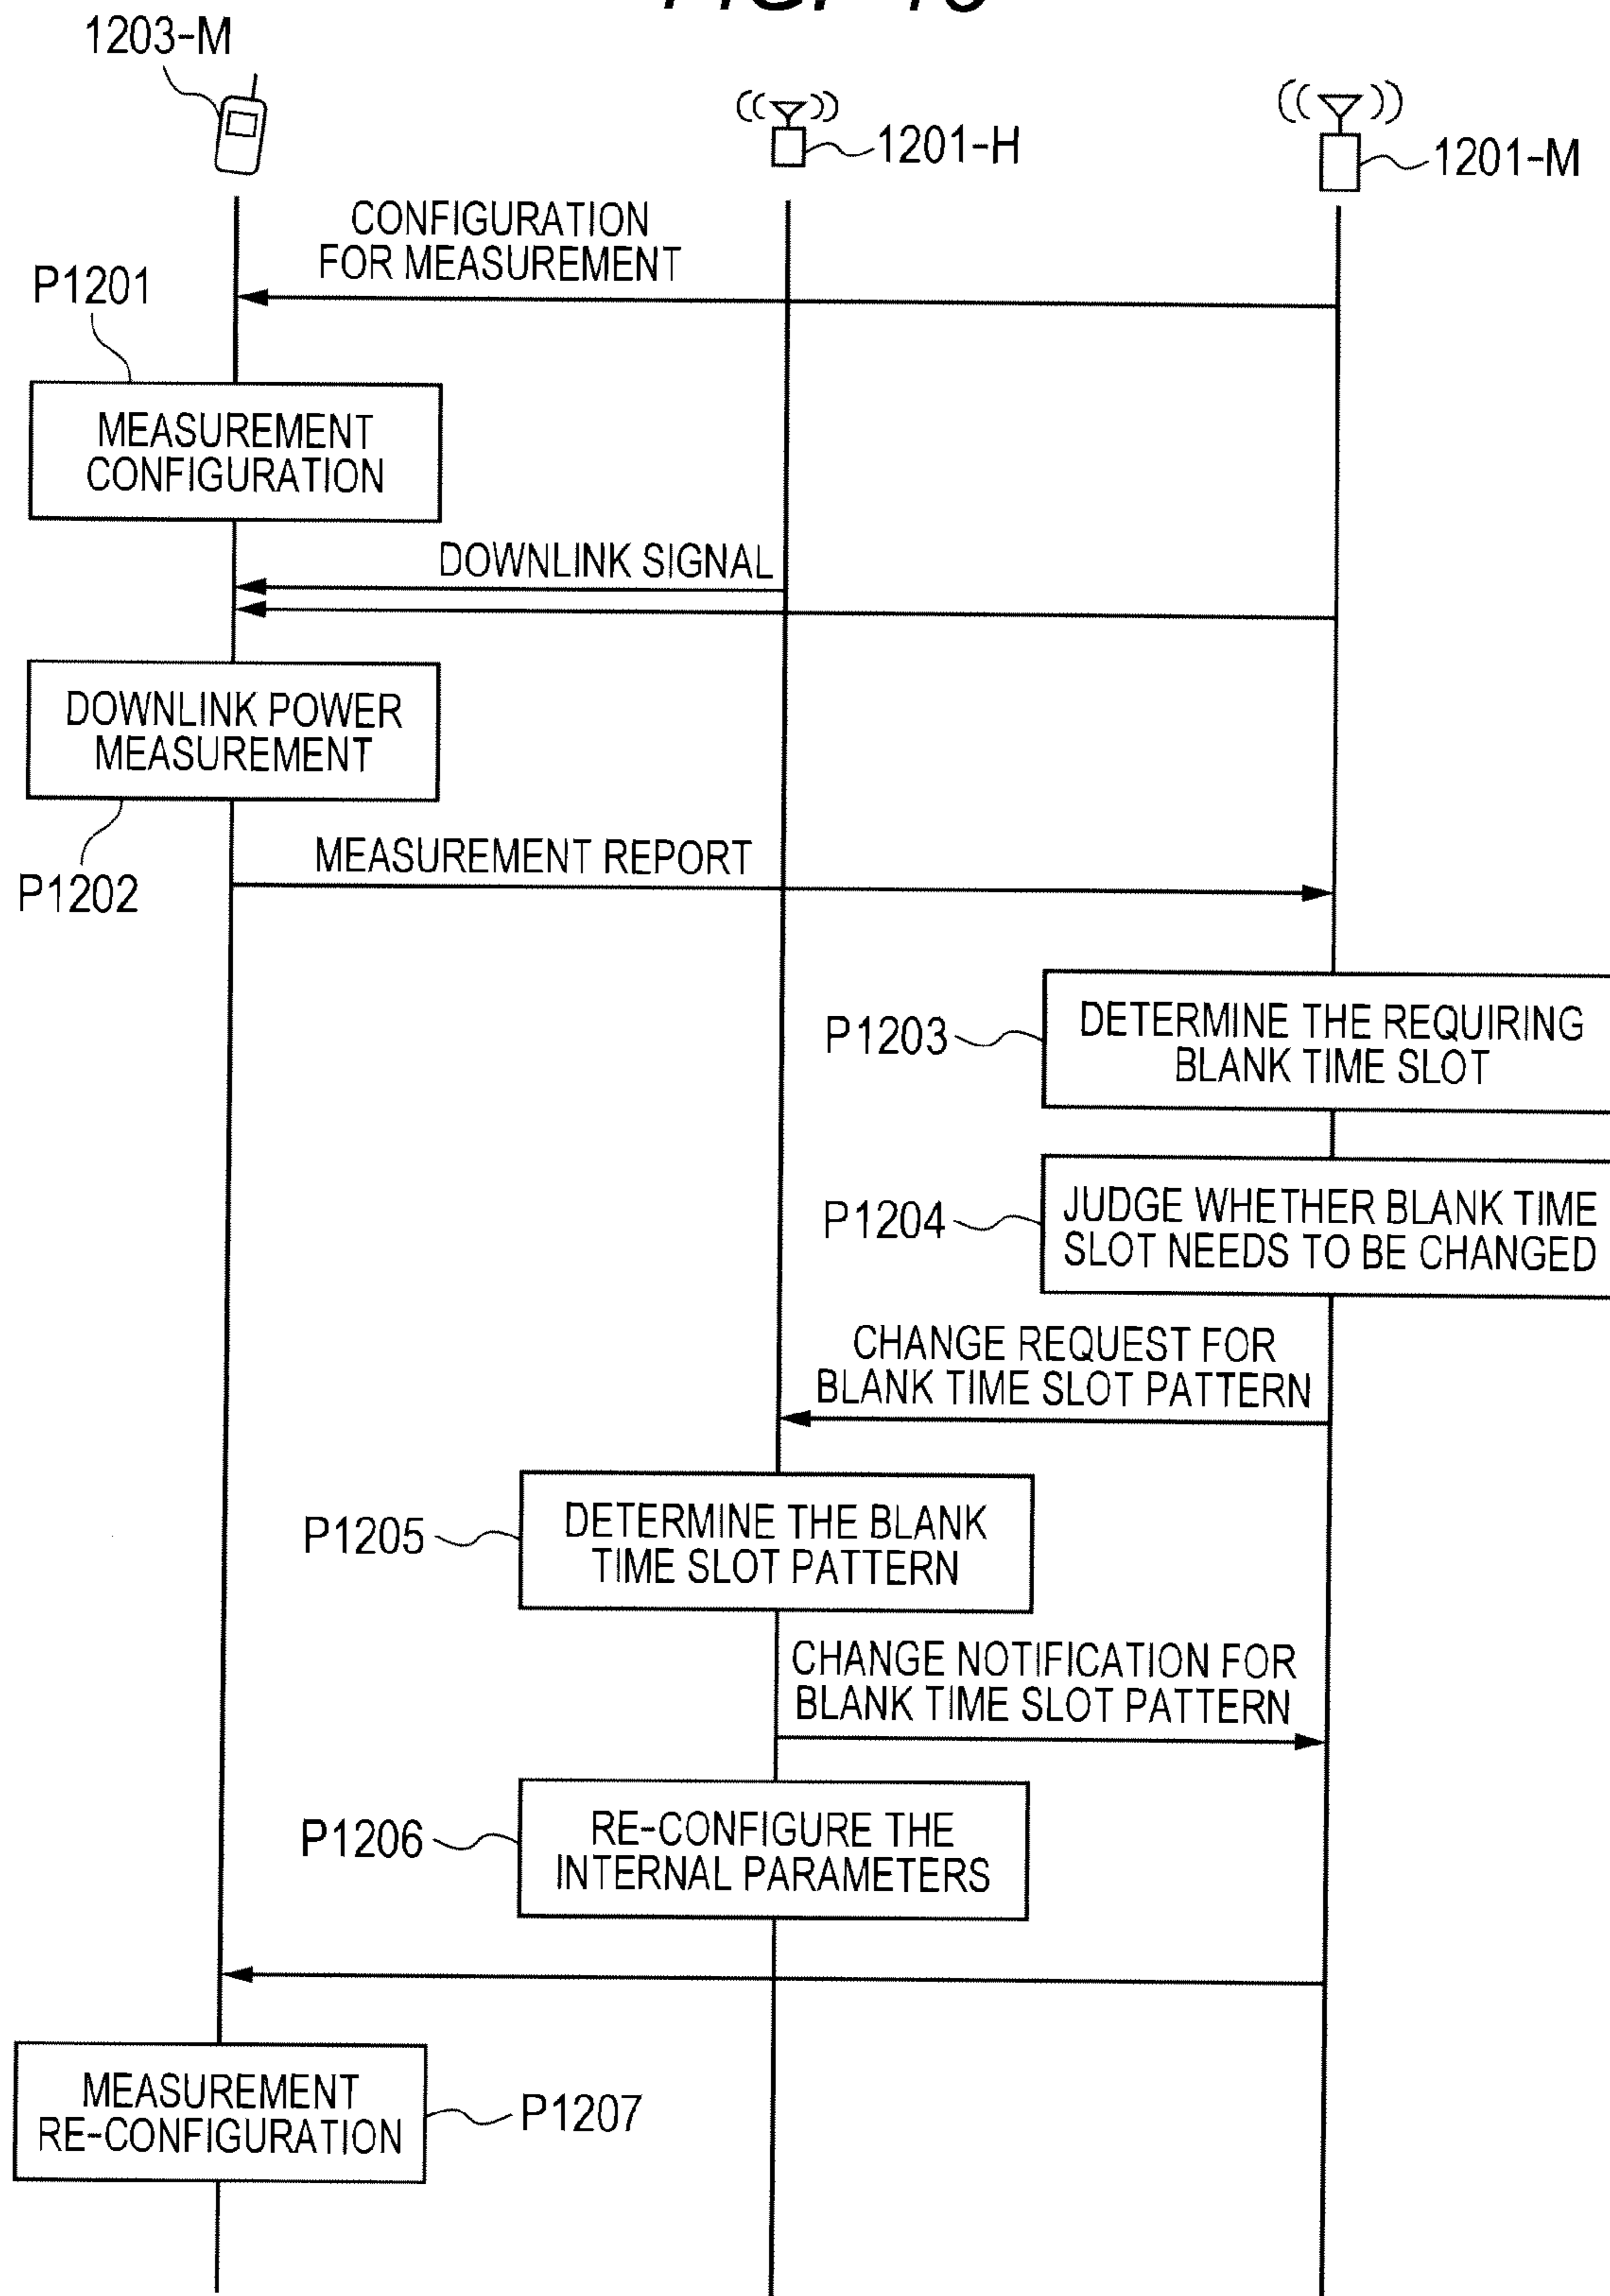 FIG.
1203-M
1201-H
1201-M
CONFIGURATION
FOR MEASUREMENT
P1201
MEASUREMENT
CONFIGURATION
DOWNLINK SIGNAL
DOWNLINK POWER
MEASUREMENT
P1202
MEASUREMENT REPORT
P1203
DETERMINE THE REQUIRING
BLANK TIME SLOT
P1204
JUDGE WHETHER BLANK TIME
SLOT NEEDS TO BE CHANGED
CHANGE REQUEST FOR
BLANK TIME SLOT PATTERN
P1205
DETERMINE THE BLANK
TIME SLOT PATTERN
CHANGE NOTIFICATION FOR
BLANK TIME SLOT PATTERN
P1206
RE-CONFIGURE THE
INTERNAL PARAMETERS
MEASUREMENT
RE-CONFIGURATION
P1207